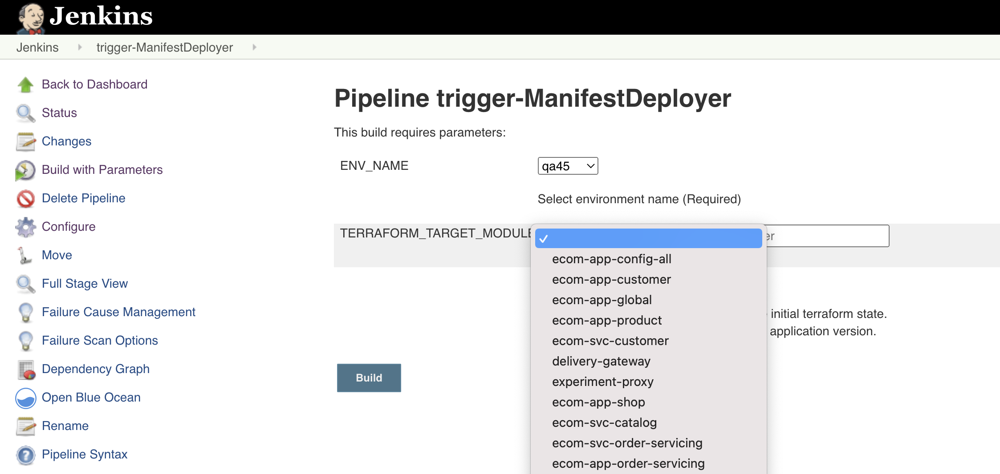 Jenkins
Jenkins trigger-ManifestDeployer
Back to Dashboard
Status
Changes
Build with Parameters
Delete Pipeline
Configure
Move
Full Stage View
Failure Cause Management
Failure Scan Options
Dependency Graph
Open Blue Ocean
Rename
Pipeline Syntax
Pipeline trigger-ManifestDeployer
This build requires parameters:
ENV_NAME
qa45
Select environment name (Required)
TERRAFORM_TARGET_MODULE
ecom-app-config-all
ecom-app-customer
ecom-app-global
ecom-app-product
ecom-svc-customer
delivery-gateway
experiment-proxy
ecom-app-shop
ecom-svc-catalog
ecom-svc-order-servicing
ecom-app-order-servicing
initial terraform state.
application version.
Build